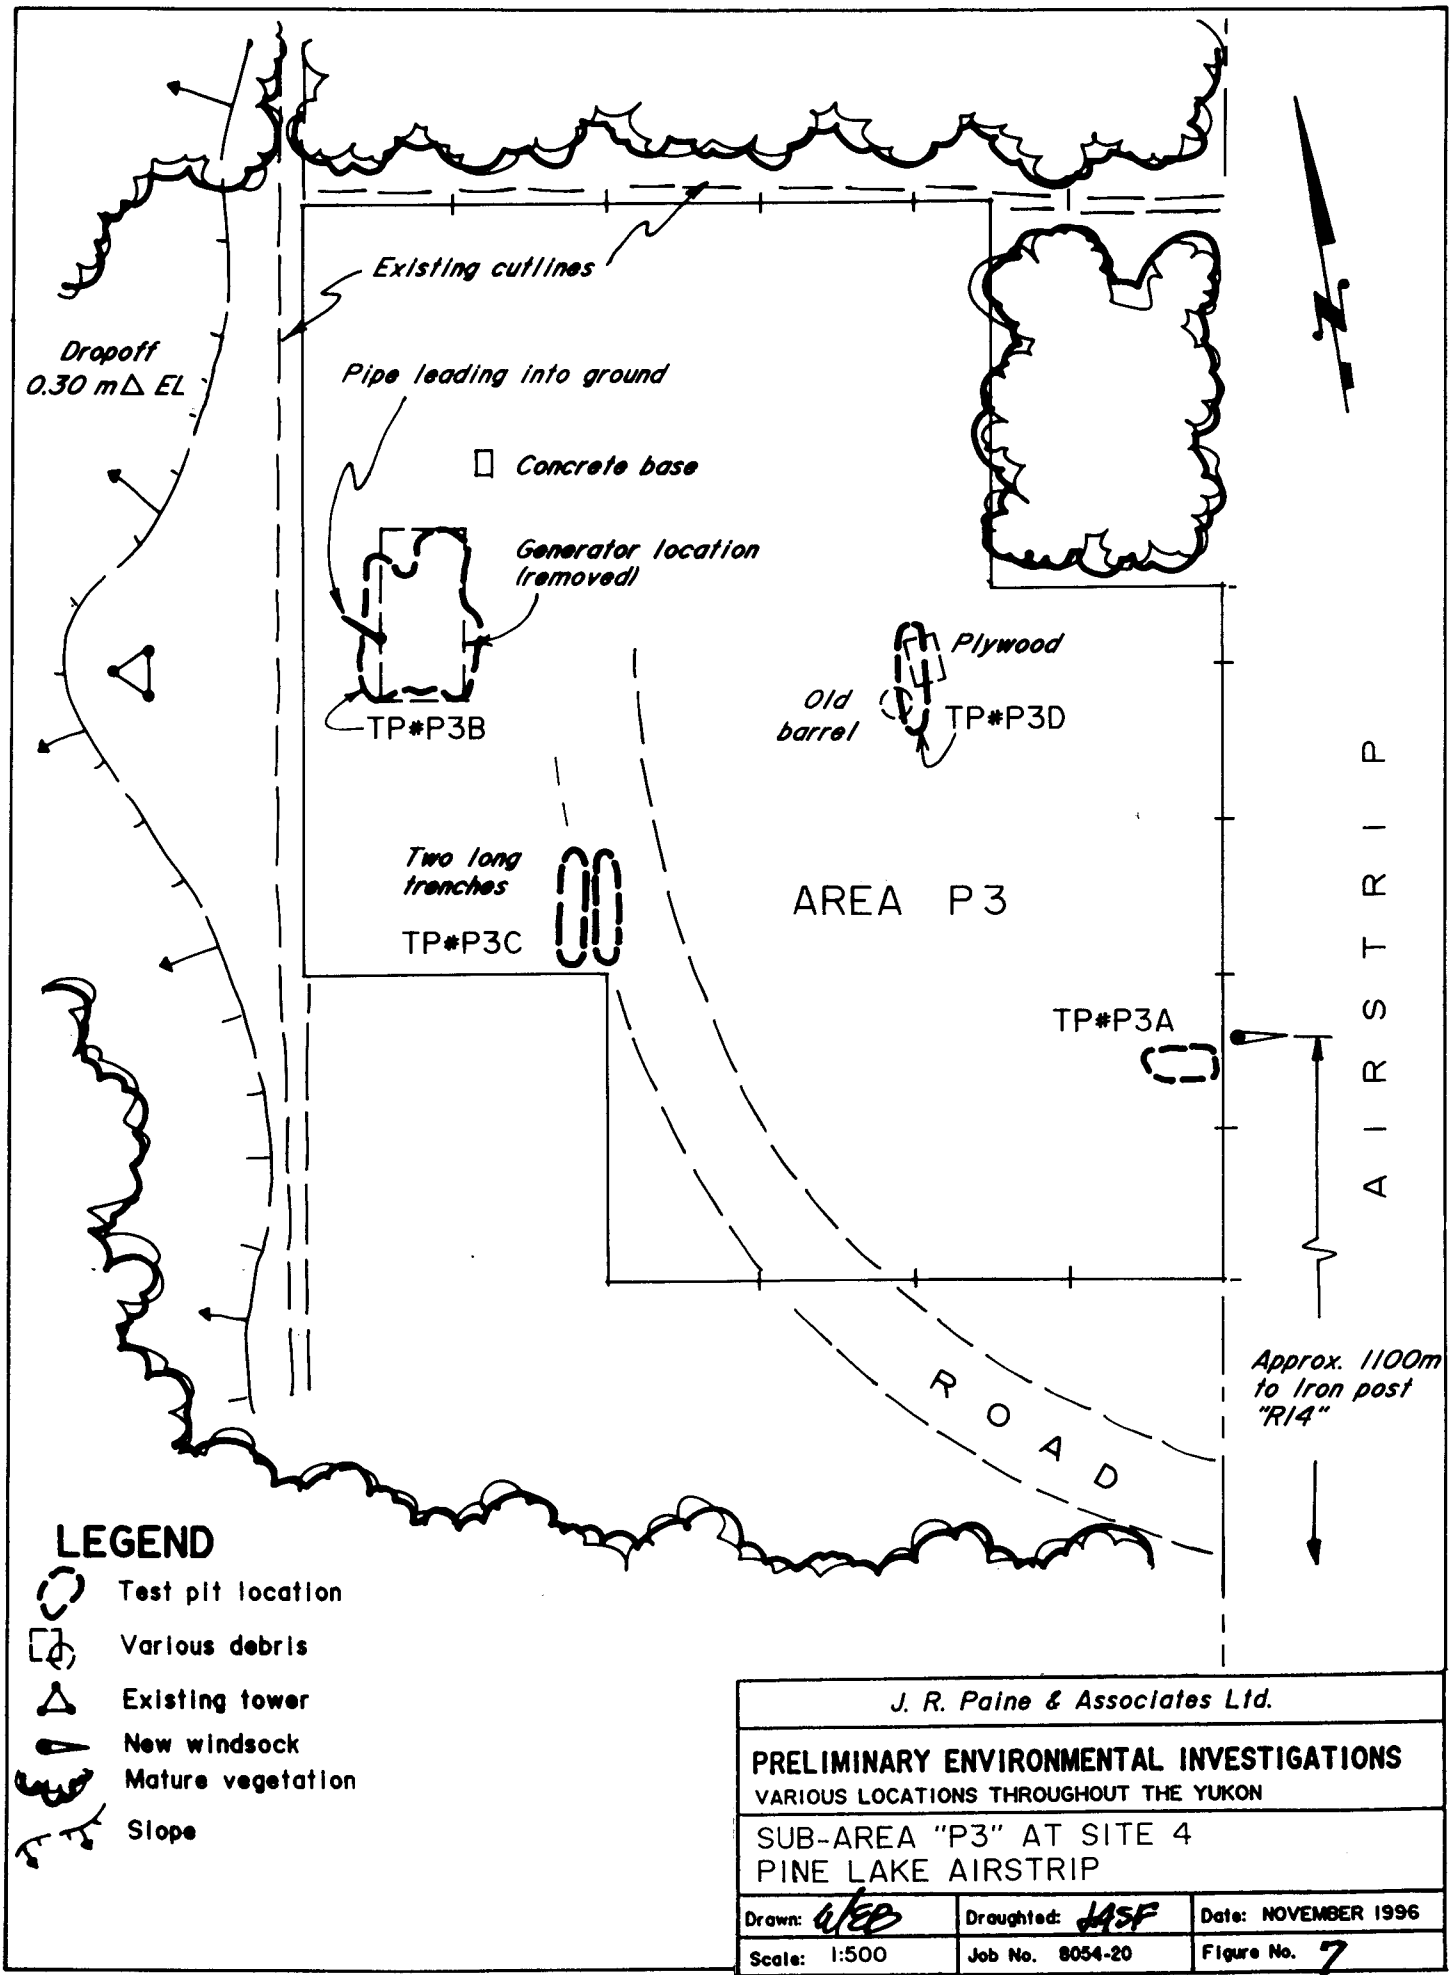 Existing cutlines
Dropoff
0.30 m Δ EL
Pipe leading into ground
Concrete base
Generator location
(removed)
Plywood
Old
barrel
TP#P3D
TP#P3B
Two long
trenches
TP#P3C
AREA P3
TP#P3A
AIRSTRIP
N
ROAD
Approx. 1100m
to Iron post
"R14"
LEGEND
Test pit location
Various debris
Existing tower
New windsock
Mature vegetation
Slope
J. R. Paine & Associates Ltd.
PRELIMINARY ENVIRONMENTAL INVESTIGATIONS
VARIOUS LOCATIONS THROUGHOUT THE YUKON
SUB-AREA "P3" AT SITE 4
PINE LAKE AIRSTRIP
Drawn:
Draughted:
Date: NOVEMBER 1996
Scale: 1:500
Job No. 8054-20
Figure No. 7